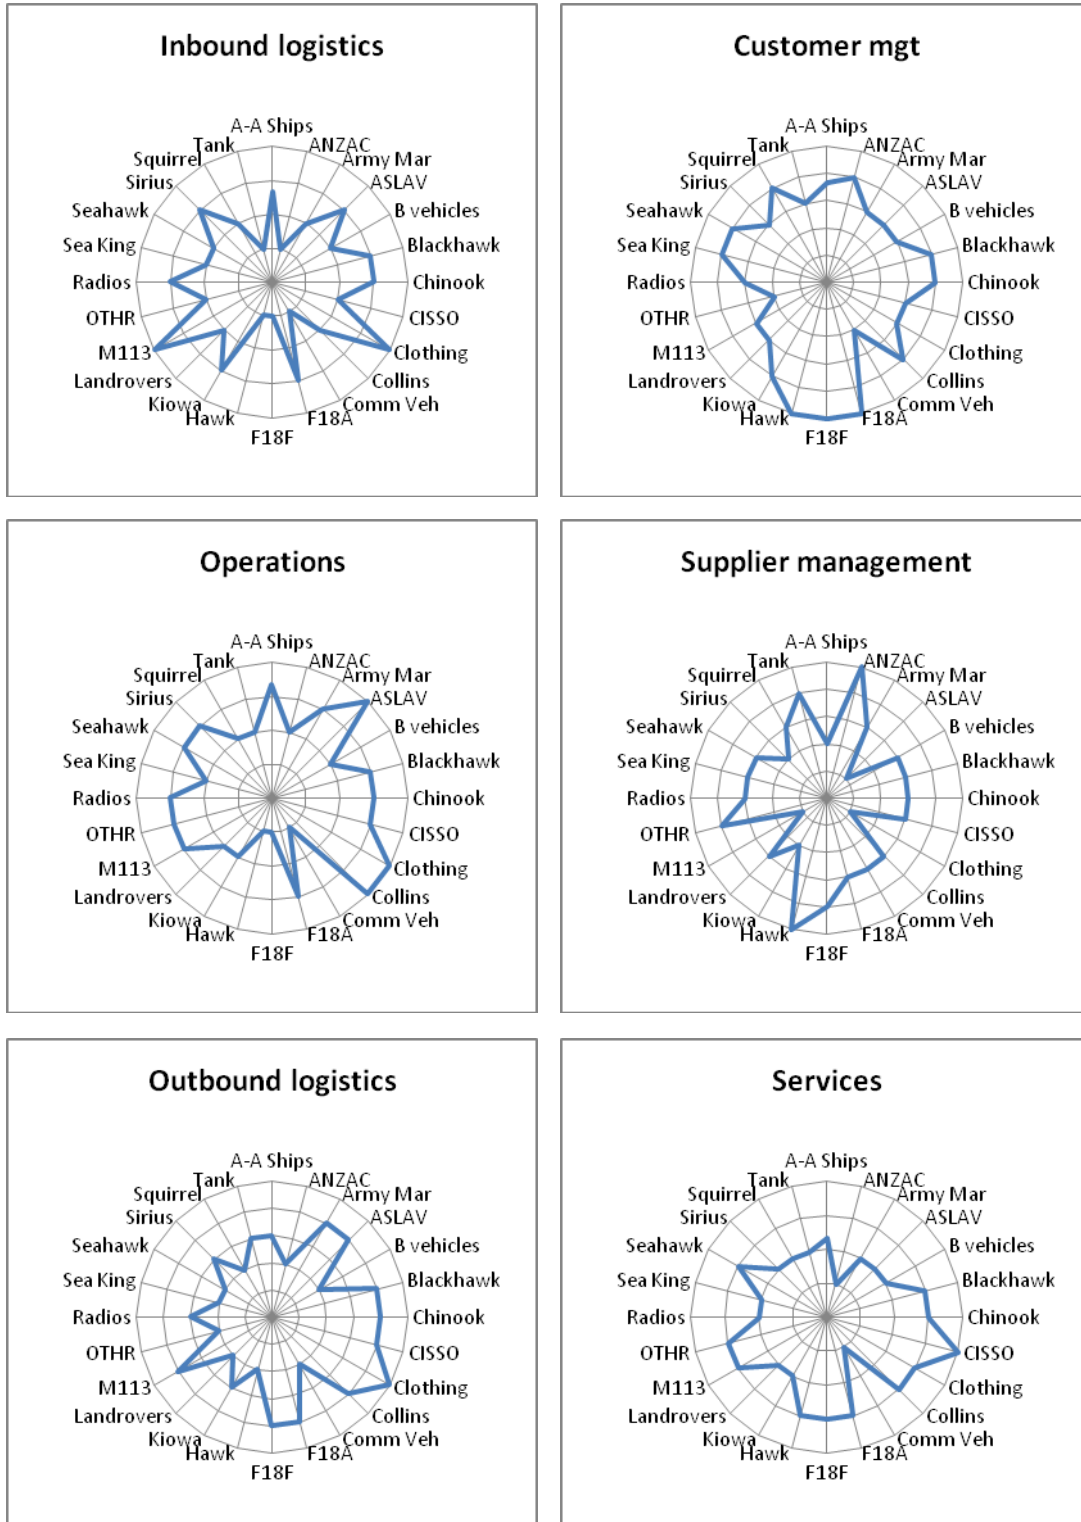 Inbound logistics
A-A Ships
ANZAC
Army Mar
ASLAV
B vehicles
Blackhawk
Chinook
CISSO
Clothing
Collins
Comm Veh
F18A
F18F
Hawk
Kiowa
Landrovers
M113
OTHR
Radios
Sea King
Seahawk
Sirius
Squirrel
Tank
Customer mgt
A-A Ships
ANZAC
Army Mar
ASLAV
B vehicles
Blackhawk
Chinook
CISSO
Clothing
Collins
Comm Veh
F18A
F18F
Hawk
Kiowa
Landrovers
M113
OTHR
Radios
Sea King
Seahawk
Sirius
Squirrel
Tank
Operations
A-A Ships
ANZAC
Army Mar
ASLAV
B vehicles
Blackhawk
Chinook
CISSO
Clothing
Collins
Comm Veh
F18A
F18F
Hawk
Kiowa
Landrovers
M113
OTHR
Radios
Sea King
Seahawk
Sirius
Squirrel
Tank
Supplier management
A-A Ships
ANZAC
Army Mar
ASLAV
B vehicles
Blackhawk
Chinook
CISSO
Clothing
Collins
Comm Veh
F18A
F18F
Hawk
Kiowa
Landrovers
M113
OTHR
Radios
Sea King
Seahawk
Sirius
Squirrel
Tank
Outbound logistics
A-A Ships
ANZAC
Army Mar
ASLAV
B vehicles
Blackhawk
Chinook
CISSO
Clothing
Collins
Comm Veh
F18A
F18F
Hawk
Kiowa
Landrovers
M113
OTHR
Radios
Sea King
Seahawk
Sirius
Squirrel
Tank
Services
A-A Ships
ANZAC
Army Mar
ASLAV
B vehicles
Blackhawk
Chinook
CISSO
Clothing
Collins
Comm Veh
F18A
F18F
Hawk
Kiowa
Landrovers
M113
OTHR
Radios
Sea King
Seahawk
Sirius
Squirrel
Tank